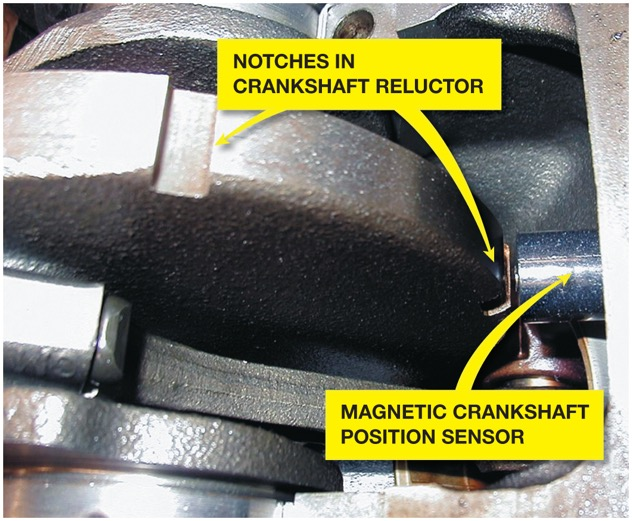 NOTCHES IN
CRANKSHAFT RELUCTOR
MAGNETIC CRANKSHAFT
POSITION SENSOR